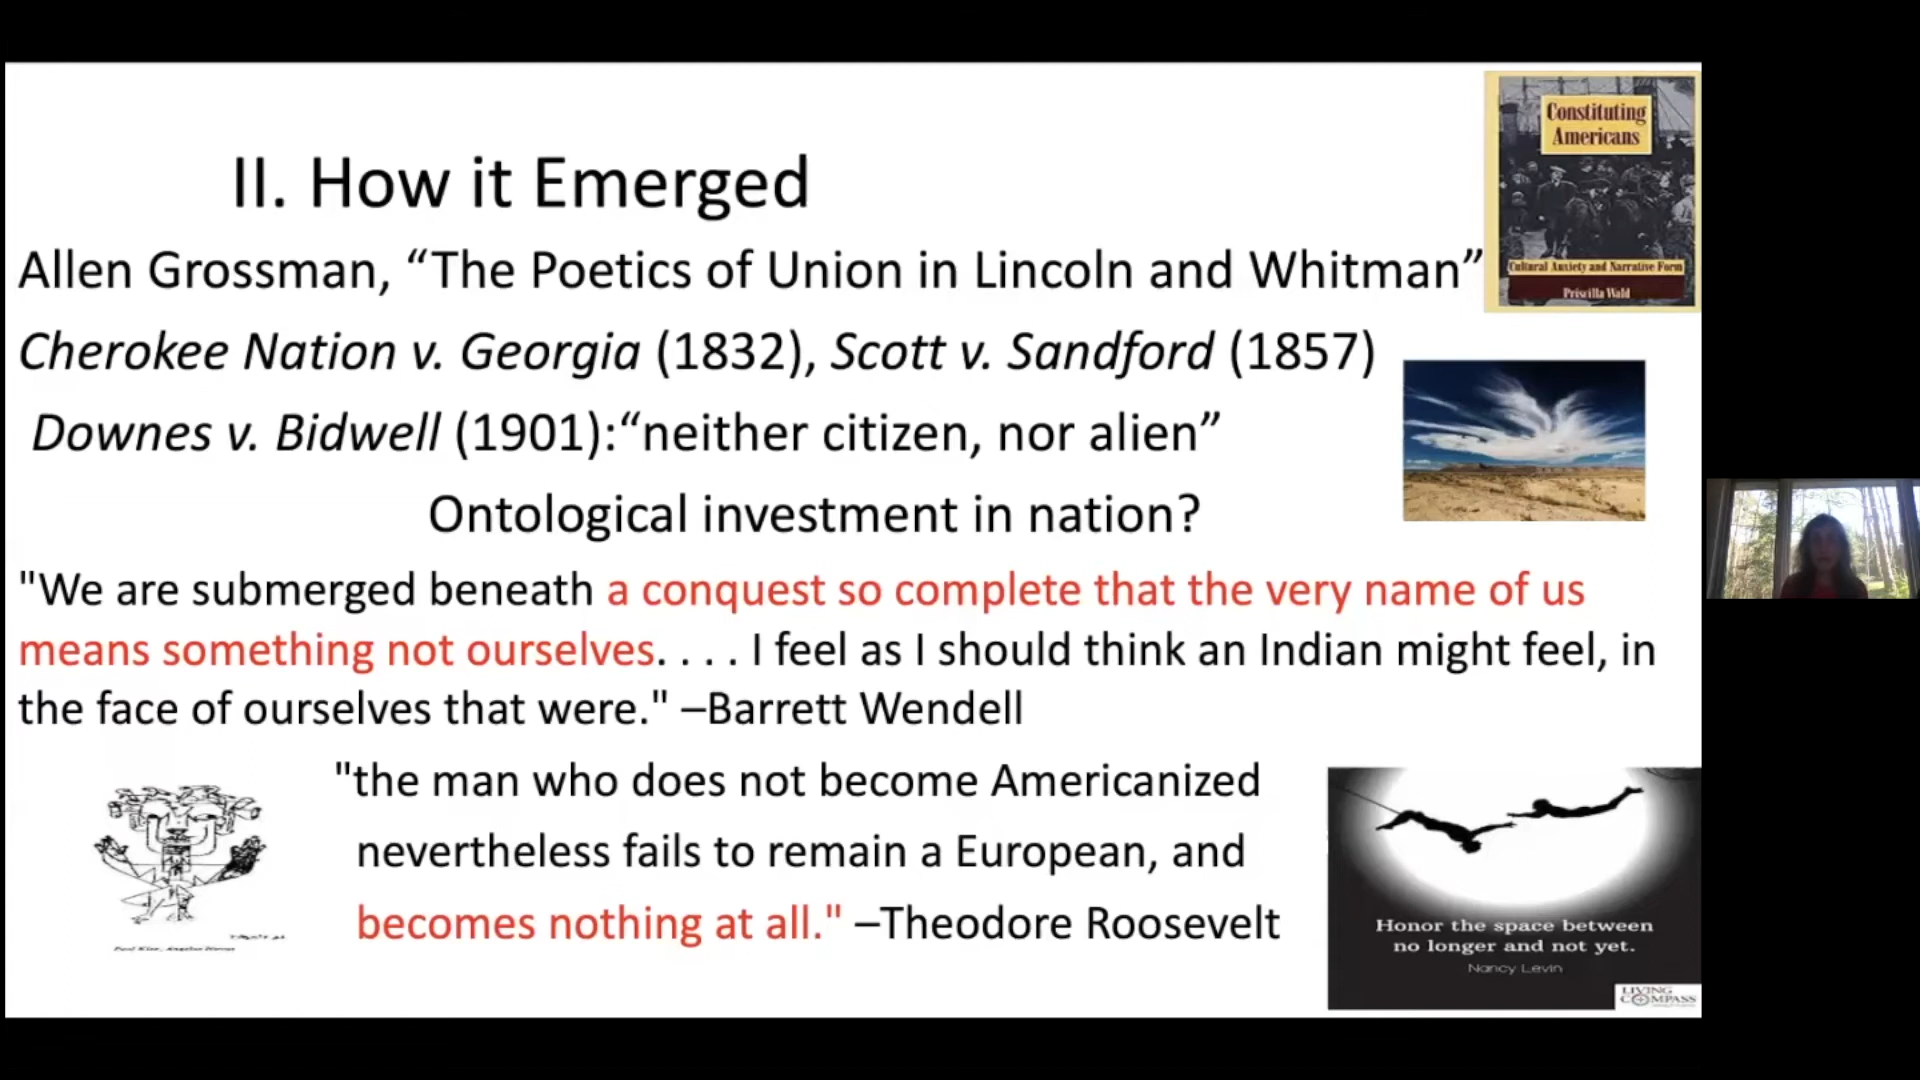 II. How it Emerged
Allen Grossman, “The Poetics of Union in Lincoln and Whitman”
Cherokee Nation v. Georgia (1832), Scott v. Sandford (1857)
Downes v. Bidwell (1901):“neither citizen, nor alien”
Ontological investment in nation?
"We are submerged beneath a conquest so complete that the very name of us
means something not ourselves. . . . I feel as I should think an Indian might feel, in
the face of ourselves that were." –Barrett Wendell
"the man who does not become Americanized
nevertheless fails to remain a European, and
becomes nothing at all." –Theodore Roosevelt
Constituting
Americans
Cultural Anxiety and Narrative Form
Priscilla Wald
Paul Klee, Angelus Novus
Honor the space between
no longer and not yet.
Nancy Levin
LIVING
COMPASS